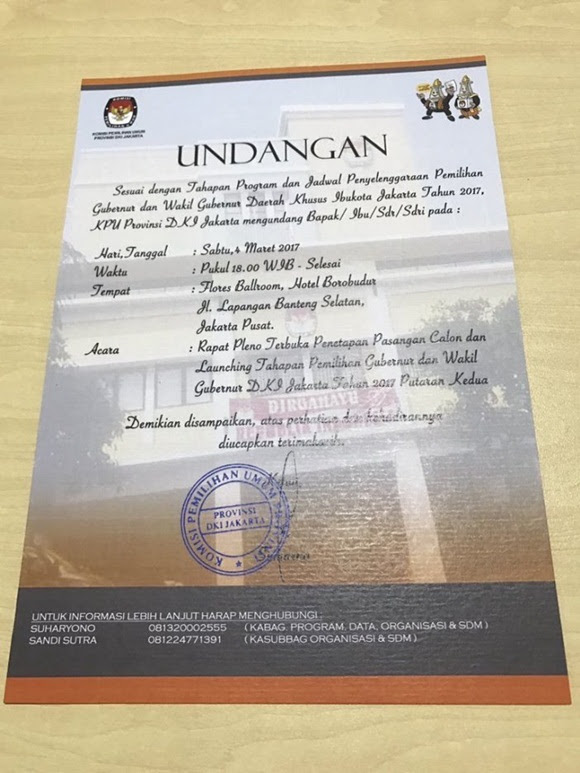 KOMISI PEMILIHAN UMUM
PROVINSI DKI JAKARTA
UNDANGAN
Sesuai dengan Tahapan Program dan Jadwal Penyelenggaraan Pemilihan
Gubernur dan Wakil Gubernur Daerah Khusus Ibukota Jakarta Tahun 2017,
KPU Provinsi DKI Jakarta mengundang Bapak/ Ibu/Sdr/Sdri pada :
Hari,Tanggal : Sabtu,4 Maret 2017
Waktu : Pukul 18.00 WIB - Selesai
Tempat : Flores Ballroom, Hotel Borobudur
Jl. Lapangan Banteng Selatan,
Jakarta Pusat.
Acara : Rapat Pleno Terbuka Penetapan Pasangan Calon dan
Launching Tahapan Pemilihan Gubernur dan Wakil
Gubernur DKI Jakarta Tahun 2017 Putaran Kedua
DIRGAHAYU
Demikian disampaikan, atas perhatian dan kehadirannya
diucapkan terimakasih.
Ketua
KOMISI PEMILIHAN UMUM
PROVINSI
DKI JAKARTA
Sumarno
UNTUK INFORMASI LEBIH LANJUT HARAP MENGHUBUNGI :
SUHARYONO 081320002555 ( KABAG. PROGRAM, DATA, ORGANISASI & SDM )
SANDI SUTRA 081224771391 ( KASUBBAG ORGANISASI & SDM )